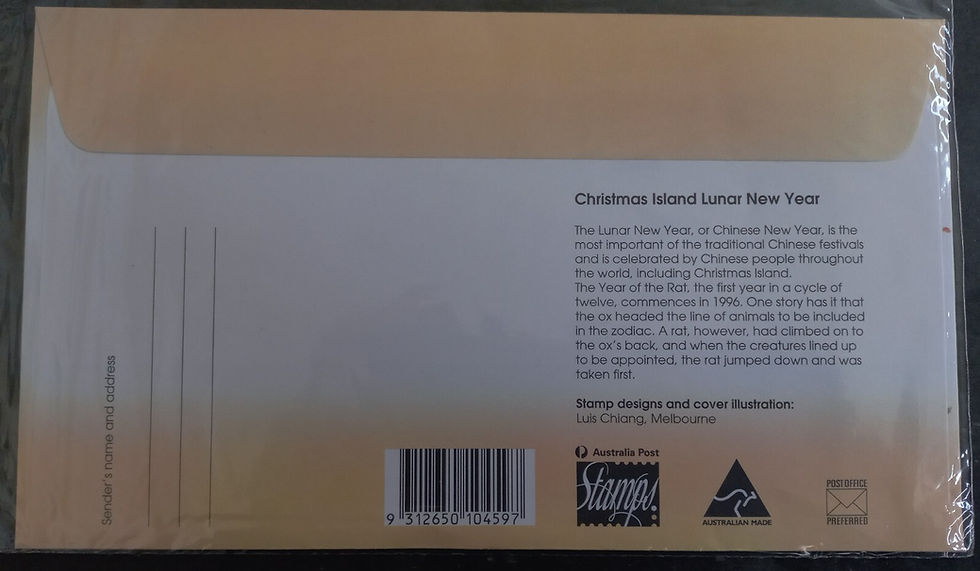 Christmas Island Lunar New Year
The Lunar New Year, or Chinese New Year, is the
most important of the traditional Chinese festivals
and is celebrated by Chinese people throughout
the world, including Christmas Island.
The Year of the Rat, the first year in a cycle of
twelve, commences in 1996. One story has it that
the ox headed the line of animals to be included
in the zodiac. A rat, however, had climbed on to
the ox's back, and when the creatures lined up
to be appointed, the rat jumped down and was
taken first.
Stamp designs and cover illustration:
Luis Chiang, Melbourne
Sender's name and address
9 312650 104597
Australia Post
Stamps.
AUSTRALIAN MADE
POST OFFICE
PREFERRED